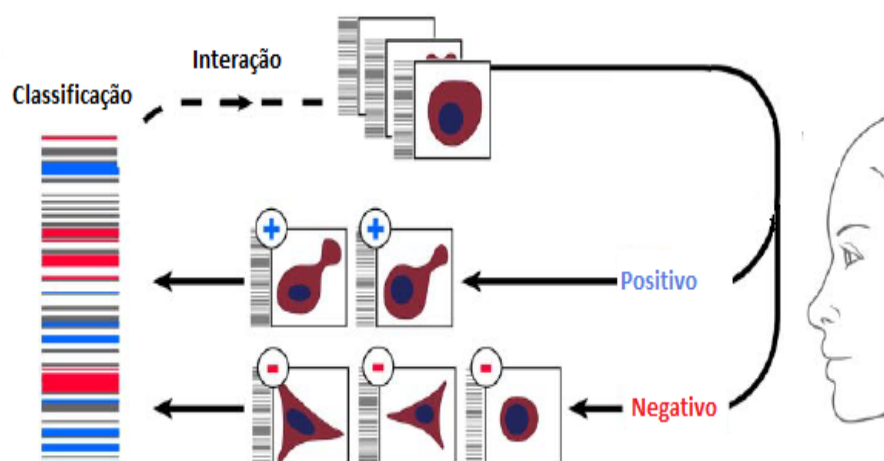 Interação
Classificação
+
+
Positivo
-
-
-
Negativo